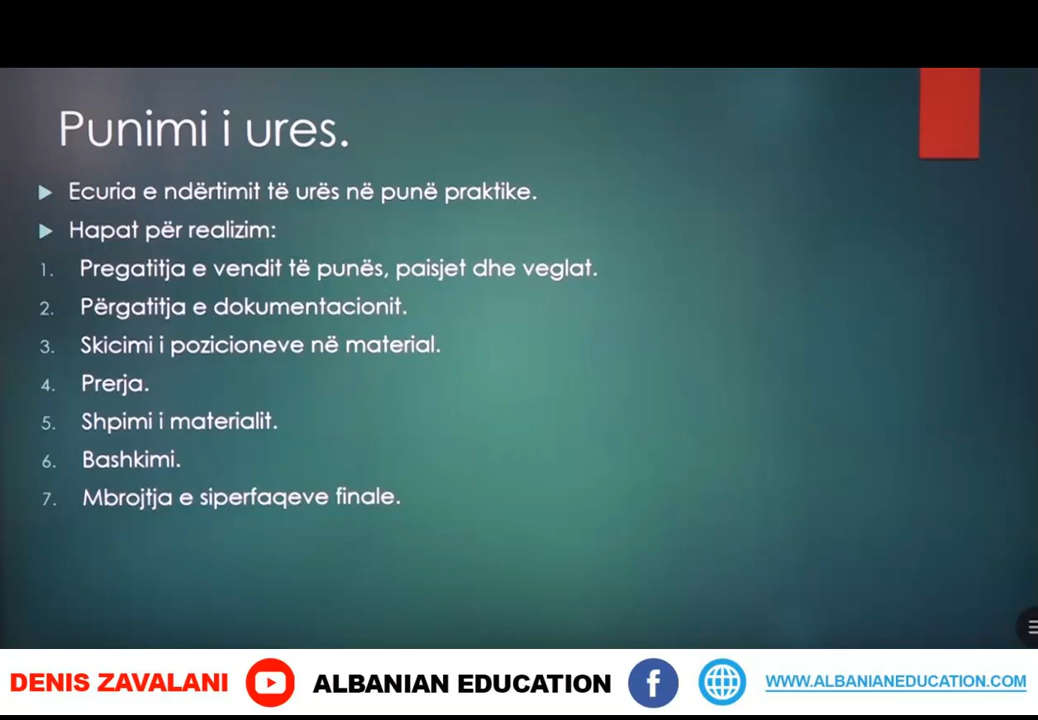 Punimi i ures.
Ecuria e ndërtimit të urës në punë praktike.
Hapat për realizim:
1. Pregatitja e vendit të punës, paisjet dhe veglat.
2. Përgatitja e dokumentacionit.
3. Skicimi i pozicioneve në material.
4. Prerja.
5. Shpimi i materialit.
6. Bashkimi.
7. Mbrojtja e siperfaqeve finale.
DENIS ZAVALANI ALBANIAN EDUCATION WWW.ALBANIANEDUCATION.COM